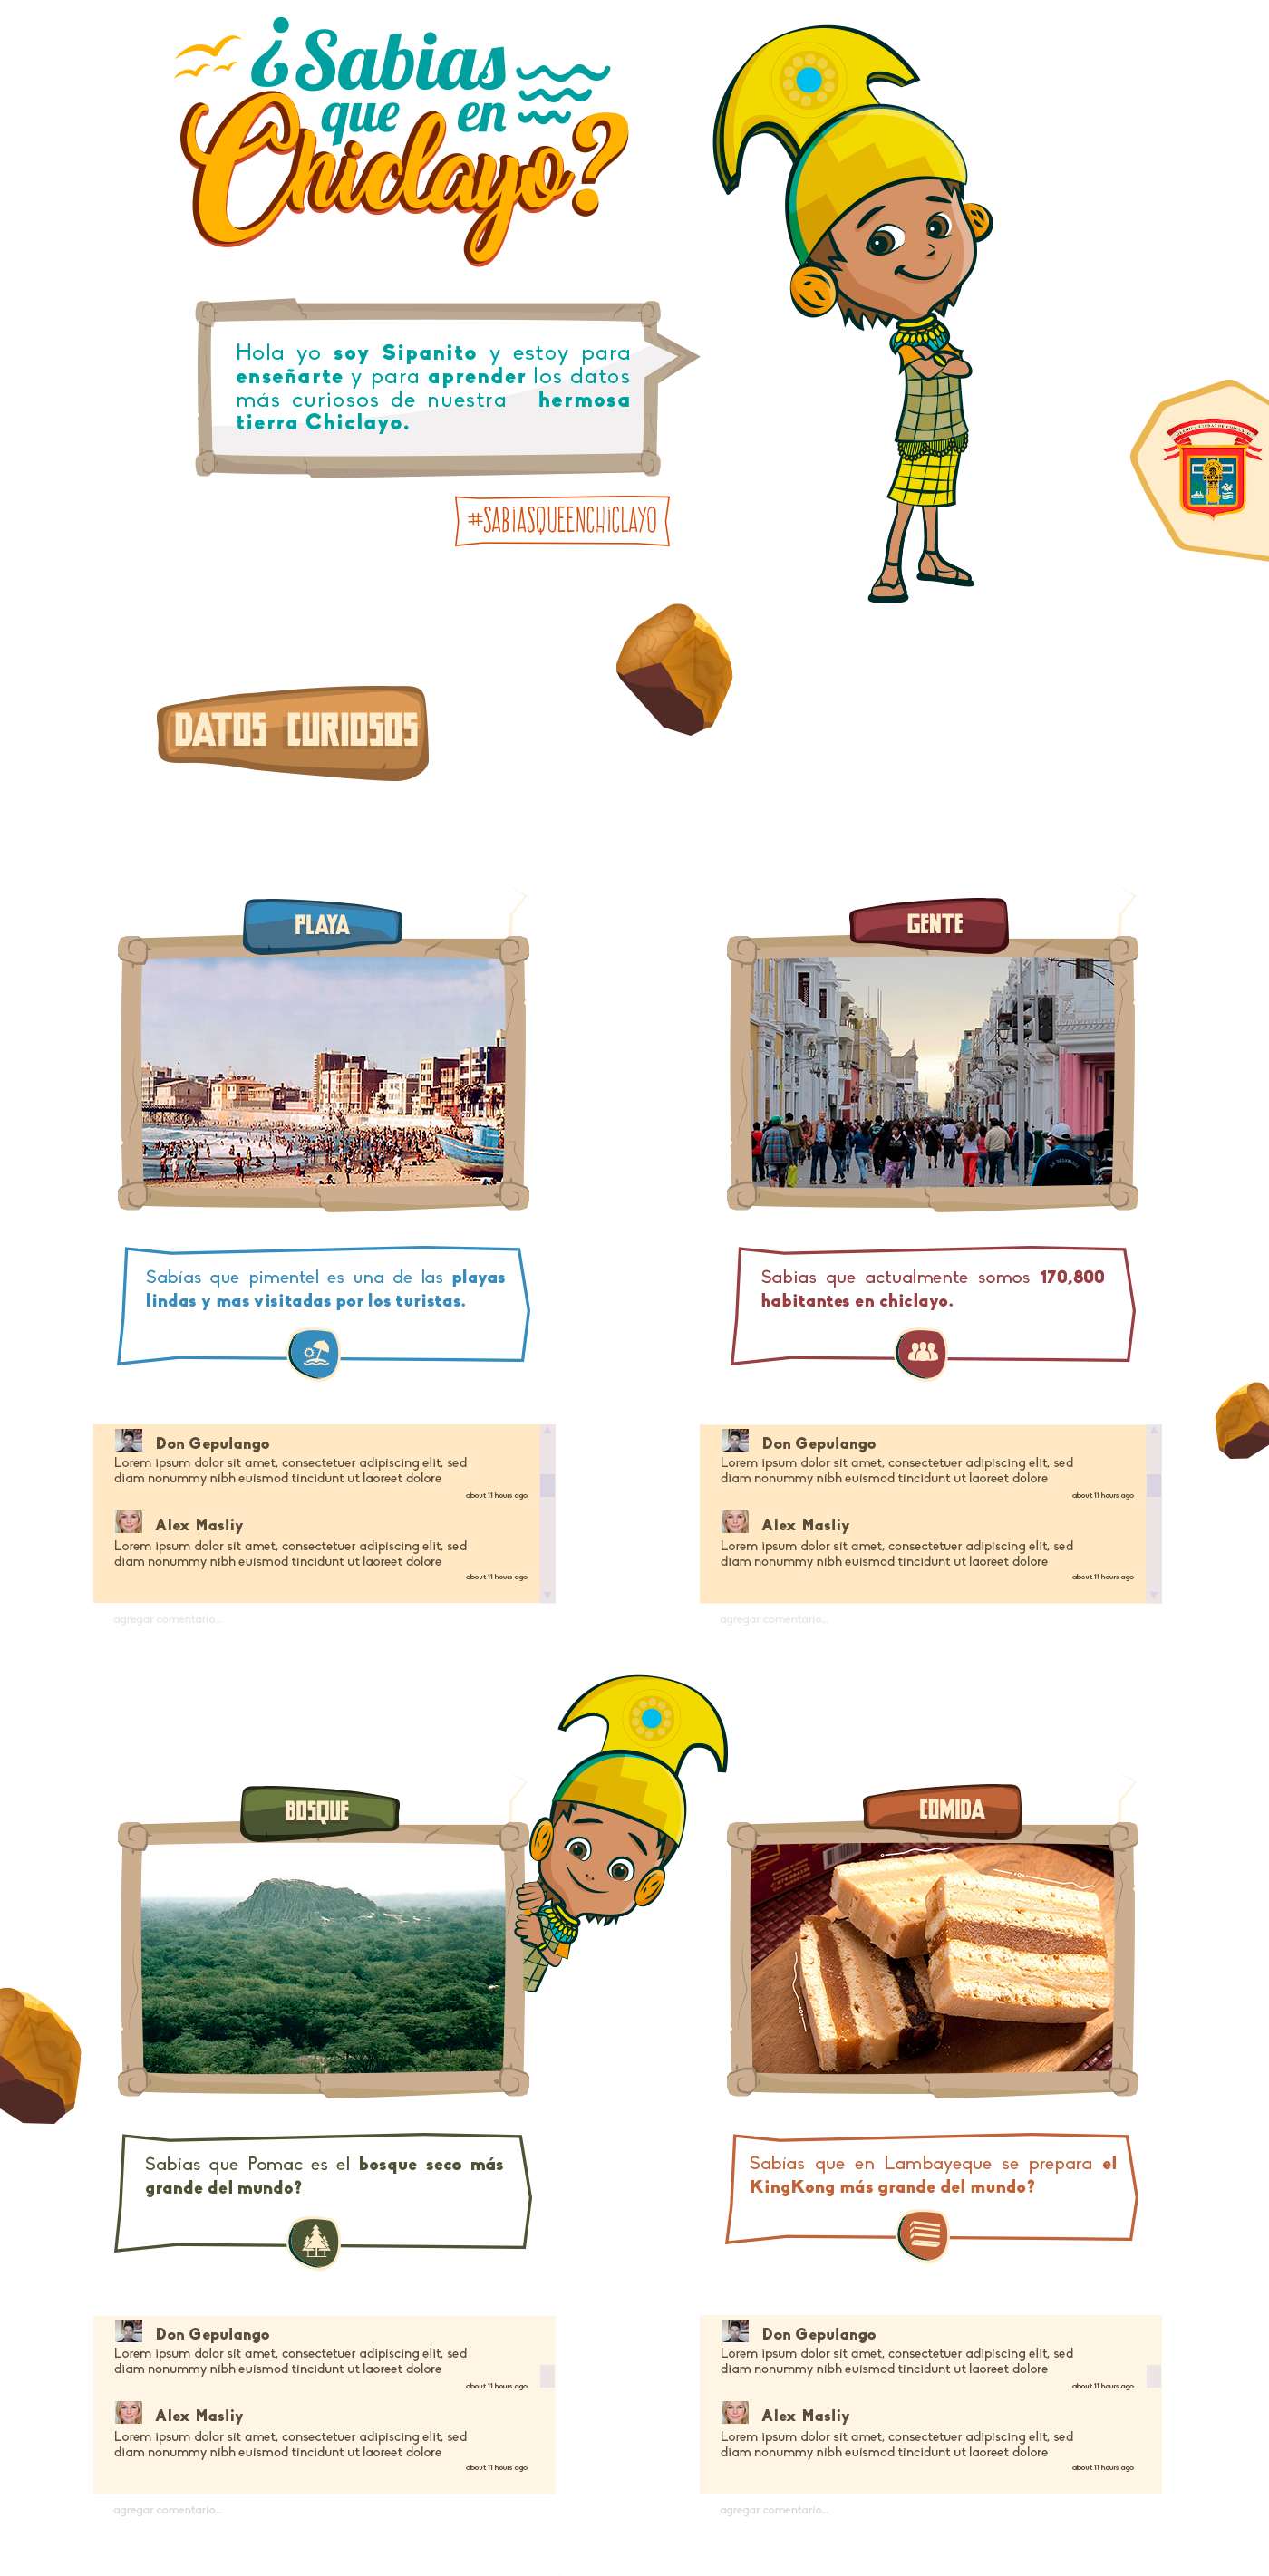 ¿Sabias
que en
Chiclayo?
Hola yo soy Sipanito y estoy para
enseñarte y para aprender los datos
más curiosos de nuestra hermosa
tierra Chiclayo.
#SABIASQUEENCHICLAYO
DATOS CURIOSOS
PLAYA
GENTE
Sabías que pimentel es una de las playas
lindas y mas visitadas por los turistas.
Sabias que actualmente somos 170,800
habitantes en chiclayo.
Don Gepulango
Lorem ipsum dolor sit amet, consectetuer adipiscing elit, sed
diam nonummy nibh euismod tincidunt ut laoreet dolore
about 11 hours ago
Alex Masliy
Lorem ipsum dolor sit amet, consectetuer adipiscing elit, sed
diam nonummy nibh euismod tincidunt ut laoreet dolore
about 11 hours ago
agregar comentario...
Don Gepulango
Lorem ipsum dolor sit amet, consectetuer adipiscing elit, sed
diam nonummy nibh euismod tincidunt ut laoreet dolore
about 11 hours ago
Alex Masliy
Lorem ipsum dolor sit amet, consectetuer adipiscing elit, sed
diam nonummy nibh euismod tincidunt ut laoreet dolore
about 11 hours ago
agregar comentario...
BOSQUE
COMIDA
Sabías que Pomac es el bosque seco más
grande del mundo?
Sabías que en Lambayeque se prepara el
KingKong más grande del mundo?
Don Gepulango
Lorem ipsum dolor sit amet, consectetuer adipiscing elit, sed
diam nonummy nibh euismod tincidunt ut laoreet dolore
about 11 hours ago
Alex Masliy
Lorem ipsum dolor sit amet, consectetuer adipiscing elit, sed
diam nonummy nibh euismod tincidunt ut laoreet dolore
about 11 hours ago
agregar comentario...
Don Gepulango
Lorem ipsum dolor sit amet, consectetuer adipiscing elit, sed
diam nonummy nibh euismod tincidunt ut laoreet dolore
about 11 hours ago
Alex Masliy
Lorem ipsum dolor sit amet, consectetuer adipiscing elit, sed
diam nonummy nibh euismod tincidunt ut laoreet dolore
about 11 hours ago
agregar comentario...